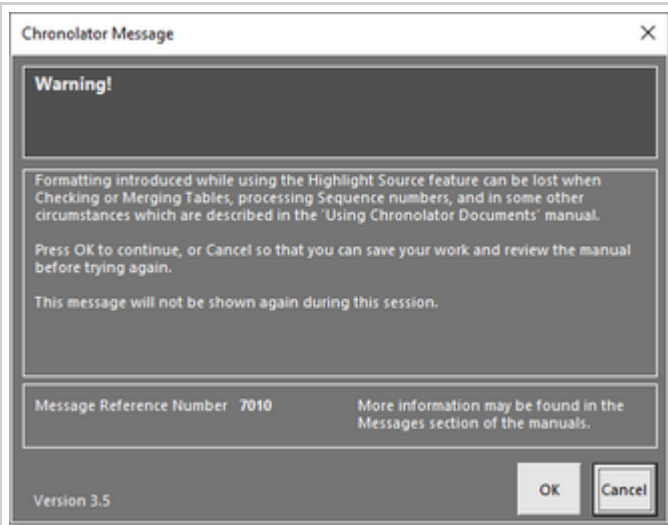 Chronolator Message
Warning!
Formatting introduced while using the Highlight Source feature can be lost when
Checking or Merging Tables, processing Sequence numbers, and in some other
circumstances which are described in the 'Using Chronolator Documents' manual.
Press OK to continue, or Cancel so that you can save your work and review the manual
before trying again.
This message will not be shown again during this session.
Message Reference Number 7010
More information may be found in the
Messages section of the manuals.
Version 3.5
OK
Cancel